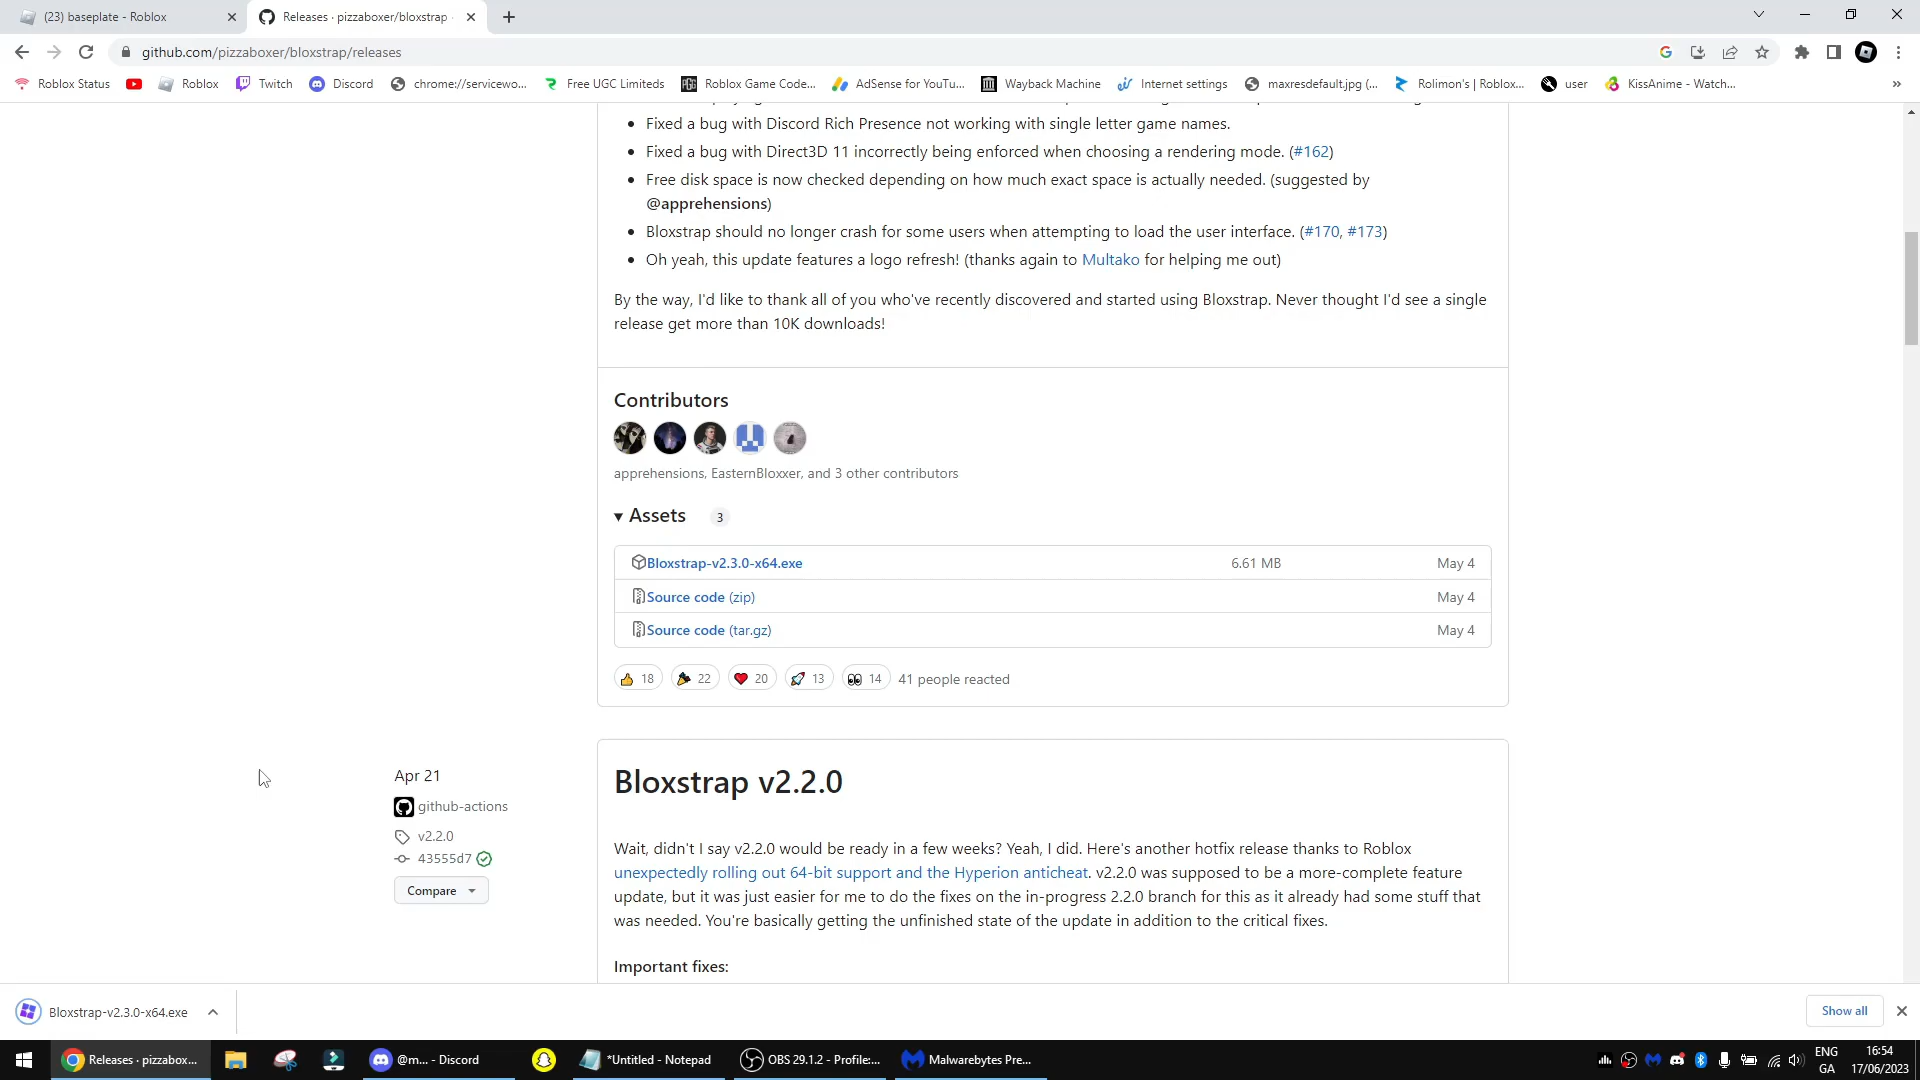 (23) baseplate - Roblox
Releases · pizzaboxer/bloxstrap
github.com/pizzaboxer/bloxstrap/releases
Roblox Status
Roblox
Twitch
Discord
chrome://servicewo...
Free UGC Limiteds
Roblox Game Code...
AdSense for YouTu...
Wayback Machine
Internet settings
maxresdefault.jpg (...
Rolimon's | Roblox...
user
KissAnime - Watch...
»
Fixed a bug with Discord Rich Presence not working with single letter game names.
Fixed a bug with Direct3D 11 incorrectly being enforced when choosing a rendering mode. (#162)
Free disk space is now checked depending on how much exact space is actually needed. (suggested by
@apprehensions)
Bloxstrap should no longer crash for some users when attempting to load the user interface. (#170, #173)
Oh yeah, this update features a logo refresh! (thanks again to Multako for helping me out)
By the way, I'd like to thank all of you who've recently discovered and started using Bloxstrap. Never thought I'd see a single
release get more than 10K downloads!
Contributors
apprehensions, EasternBloxxer, and 3 other contributors
Assets 3
Bloxstrap-v2.3.0-x64.exe 6.61 MB May 4
Source code (zip) May 4
Source code (tar.gz) May 4
18 22 20 13 14 41 people reacted
Apr 21
github-actions
v2.2.0
43555d7
Compare
Bloxstrap v2.2.0
Wait, didn't I say v2.2.0 would be ready in a few weeks? Yeah, I did. Here's another hotfix release thanks to Roblox
unexpectedly rolling out 64-bit support and the Hyperion anticheat. v2.2.0 was supposed to be a more-complete feature
update, but it was just easier for me to do the fixes on the in-progress 2.2.0 branch for this as it already had some stuff that
was needed. You're basically getting the unfinished state of the update in addition to the critical fixes.
Important fixes:
Bloxstrap-v2.3.0-x64.exe
Show all
Releases · pizzabox...
@m... - Discord
*Untitled - Notepad
OBS 29.1.2 - Profile:...
Malwarebytes Pre...
ENG
GA
16:54
17/06/2023